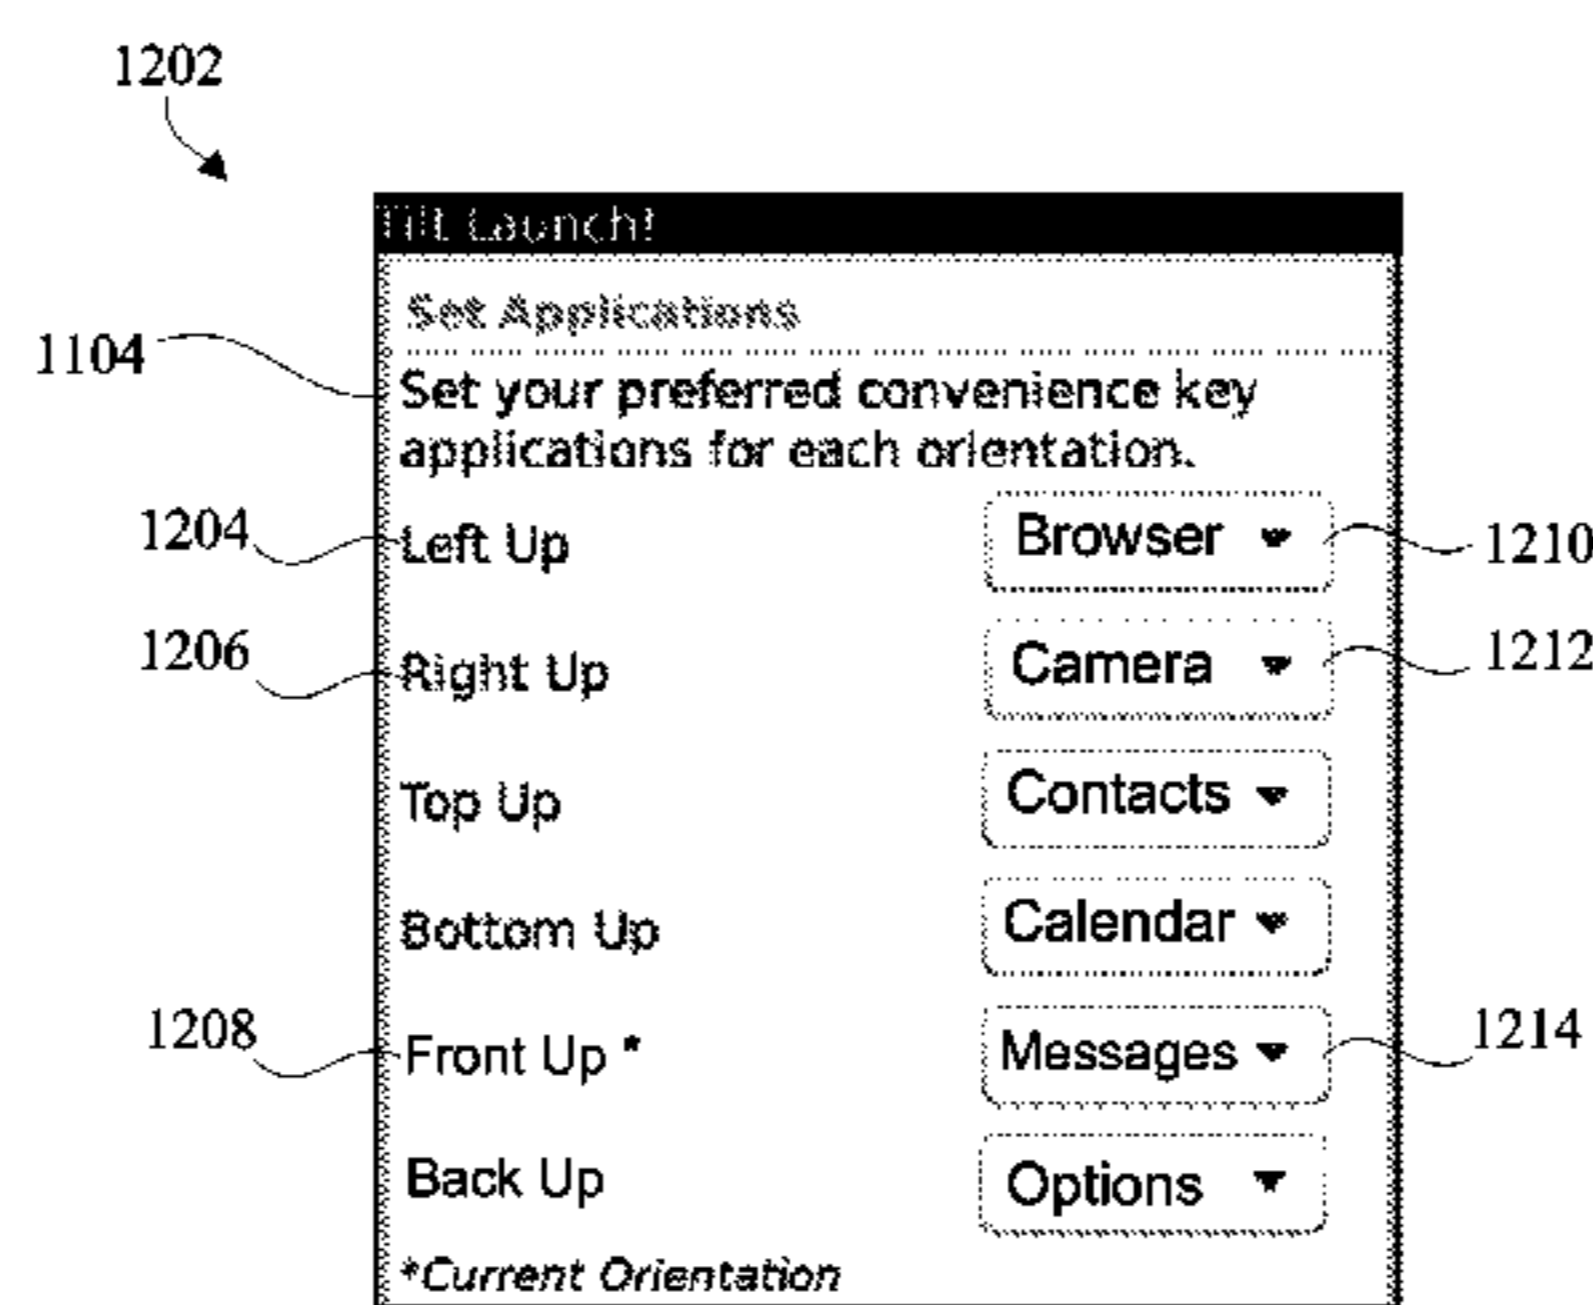 1202
Tilt Launch!
Set Applications
1104
Set your preferred convenience key
applications for each orientation.
1204 Left Up Browser 1210
1206 Right Up Camera 1212
Top Up Contacts
Bottom Up Calendar
1208 Front Up * Messages 1214
Back Up Options
*Current Orientation